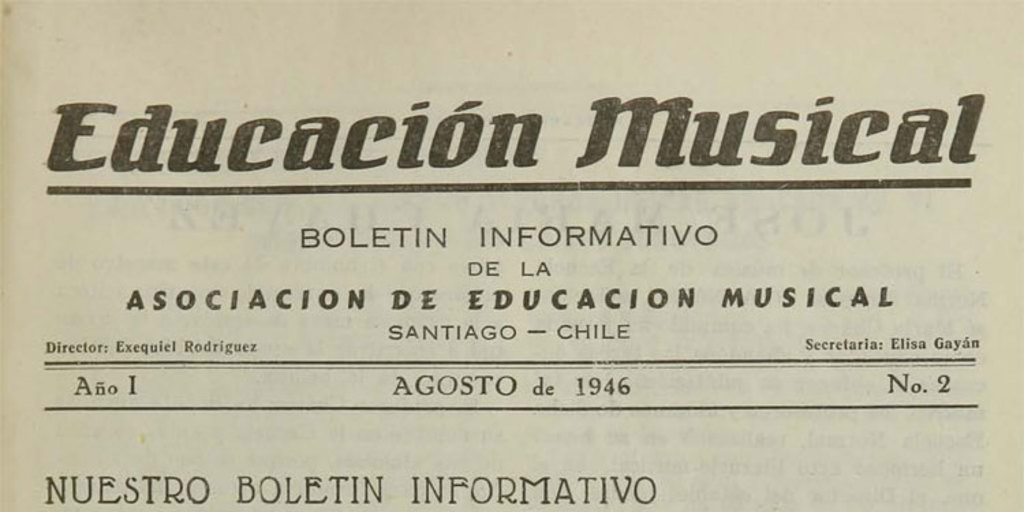 Educación Musical
BOLETIN INFORMATIVO
DE LA
ASOCIACION DE EDUCACION MUSICAL
SANTIAGO — CHILE
Director: Exequiel Rodríguez
Secretaria: Elisa Gayán
Año I AGOSTO de 1946 No. 2
NUESTRO BOLETIN INFORMATIVO